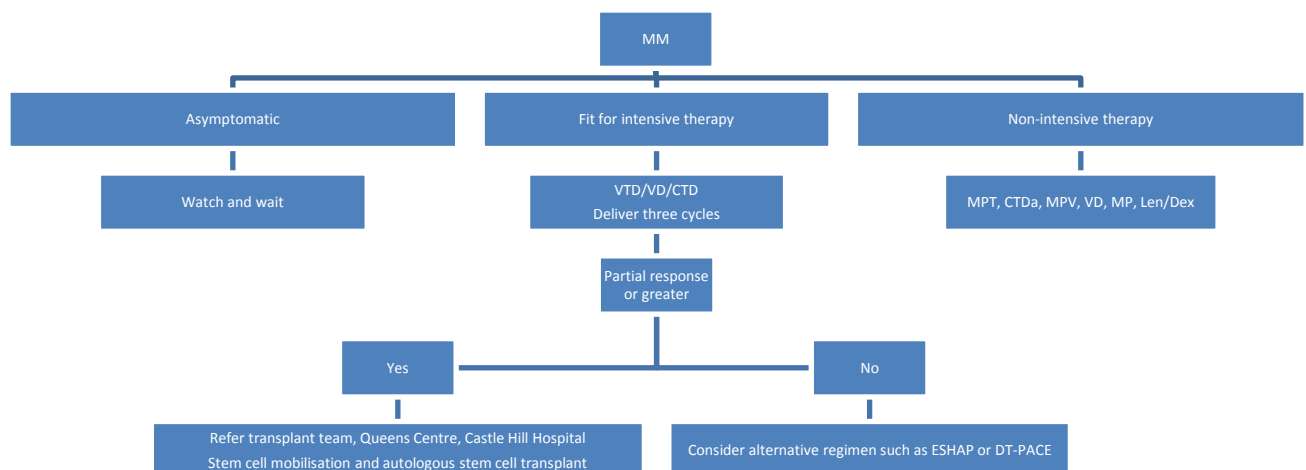 MM
Asymptomatic
Fit for intensive therapy
Non-intensive therapy
Watch and wait
VTD/VD/CTD
Deliver three cycles
MPT, CTDa, MPV, VD, MP, Len/Dex
Partial response
or greater
Yes
No
Refer transplant team, Queens Centre, Castle Hill Hospital
Stem cell mobilisation and autologous stem cell transplant
Consider alternative regimen such as ESHAP or DT-PACE